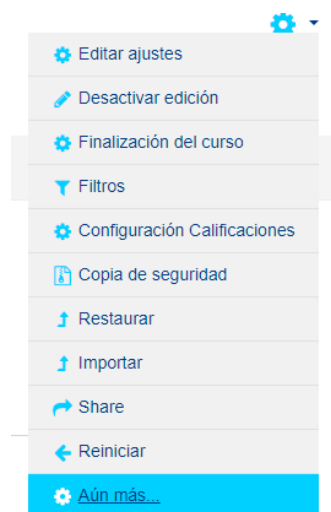 Editar ajustes
Desactivar edición
Finalización del curso
Filtros
Configuración Calificaciones
Copia de seguridad
Restaurar
Importar
Share
Reiniciar
Aún más...